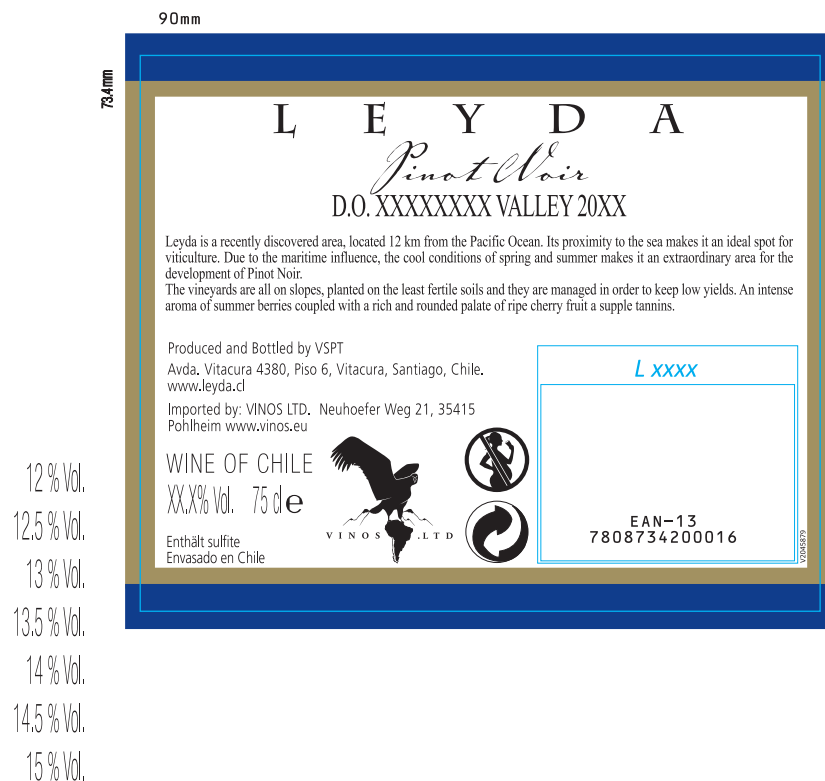 90mm
73.4mm
L E Y D A
Pinot Noir
D.O. XXXXXXXX VALLEY 20XX
Leyda is a recently discovered area, located 12 km from the Pacific Ocean. Its proximity to the sea makes it an ideal spot for
viticulture. Due to the maritime influence, the cool conditions of spring and summer makes it an extraordinary area for the
development of Pinot Noir.
The vineyards are all on slopes, planted on the least fertile soils and they are managed in order to keep low yields. An intense
aroma of summer berries coupled with a rich and rounded palate of ripe cherry fruit a supple tannins.
Produced and Bottled by VSPT
Avda. Vitacura 4380, Piso 6, Vitacura, Santiago, Chile.
www.leyda.cl
Imported by: VINOS LTD. Neuhoefer Weg 21, 35415
Pohlheim www.vinos.eu
WINE OF CHILE
XX.X% Vol. 75 cl e
Enthält sulfite
Envasado en Chile
VINOS .LTD
L xxxx
EAN-13
7808734200016
V2045879
12 % Vol.
12.5 % Vol.
13 % Vol.
13.5 % Vol.
14 % Vol.
14.5 % Vol.
15 % Vol.